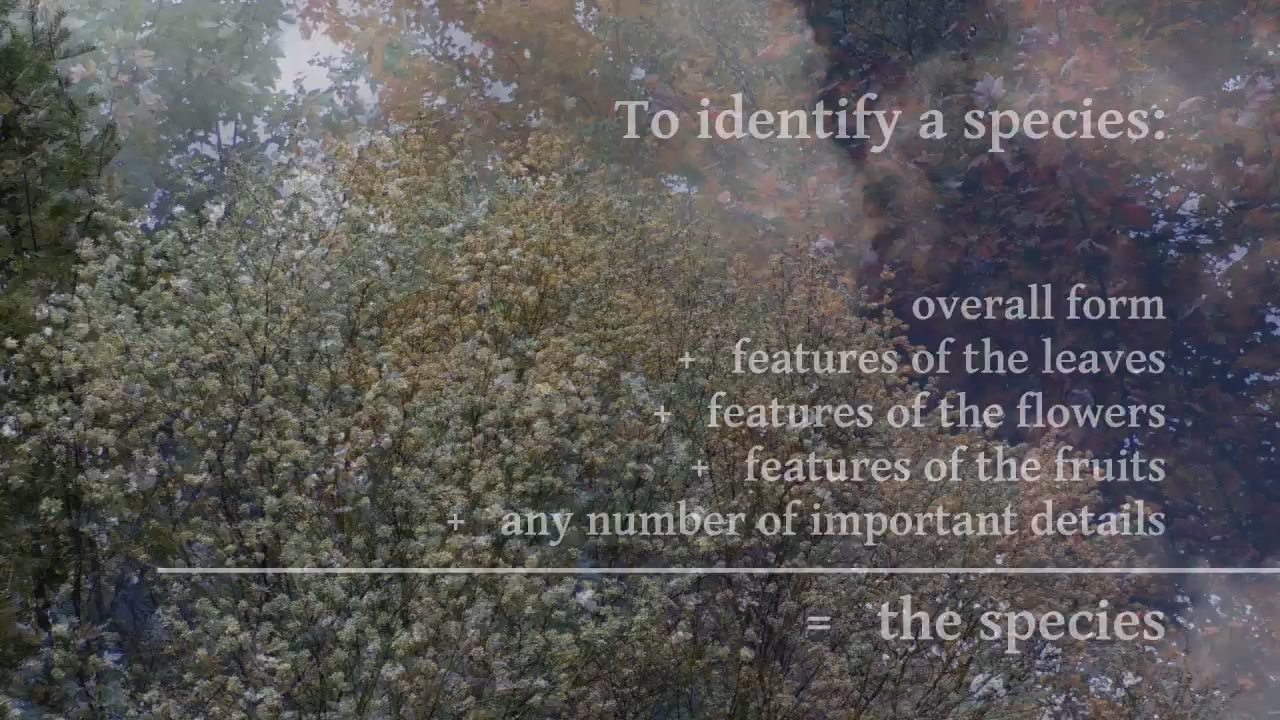 To identify a species:
overall form
+ features of the leaves
+ features of the flowers
+ features of the fruits
+ any number of important details
= the species